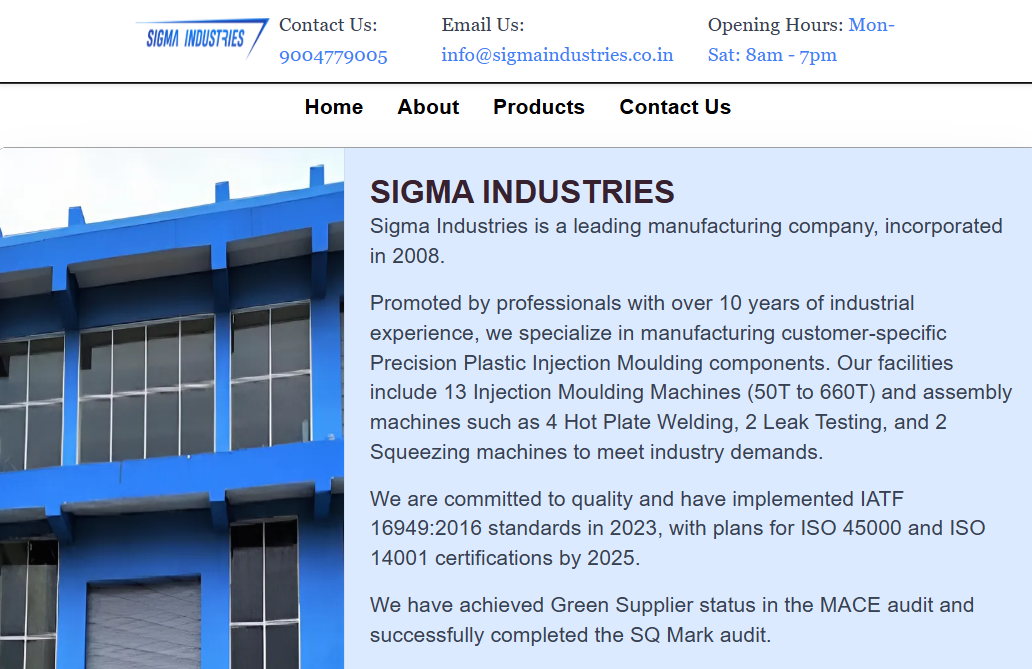 SIGMA INDUSTRIES
Contact Us:
9004779005
Email Us:
info@sigmaindustries.co.in
Opening Hours: Mon-
Sat: 8am - 7pm
Home About Products Contact Us
SIGMA INDUSTRIES
Sigma Industries is a leading manufacturing company, incorporated
in 2008.
Promoted by professionals with over 10 years of industrial
experience, we specialize in manufacturing customer-specific
Precision Plastic Injection Moulding components. Our facilities
include 13 Injection Moulding Machines (50T to 660T) and assembly
machines such as 4 Hot Plate Welding, 2 Leak Testing, and 2
Squeezing machines to meet industry demands.
We are committed to quality and have implemented IATF
16949:2016 standards in 2023, with plans for ISO 45000 and ISO
14001 certifications by 2025.
We have achieved Green Supplier status in the MACE audit and
successfully completed the SQ Mark audit.